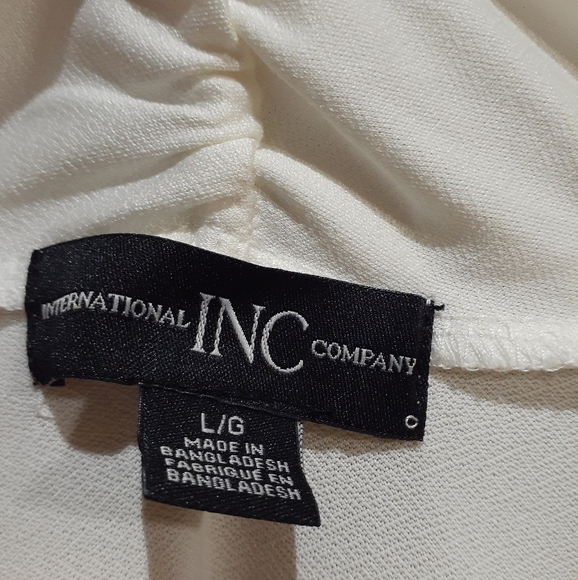 INTERNATIONAL INC COMPANY
L/G
MADE IN
BANGLADESH
FABRIQUÉ EN
BANGLADESH